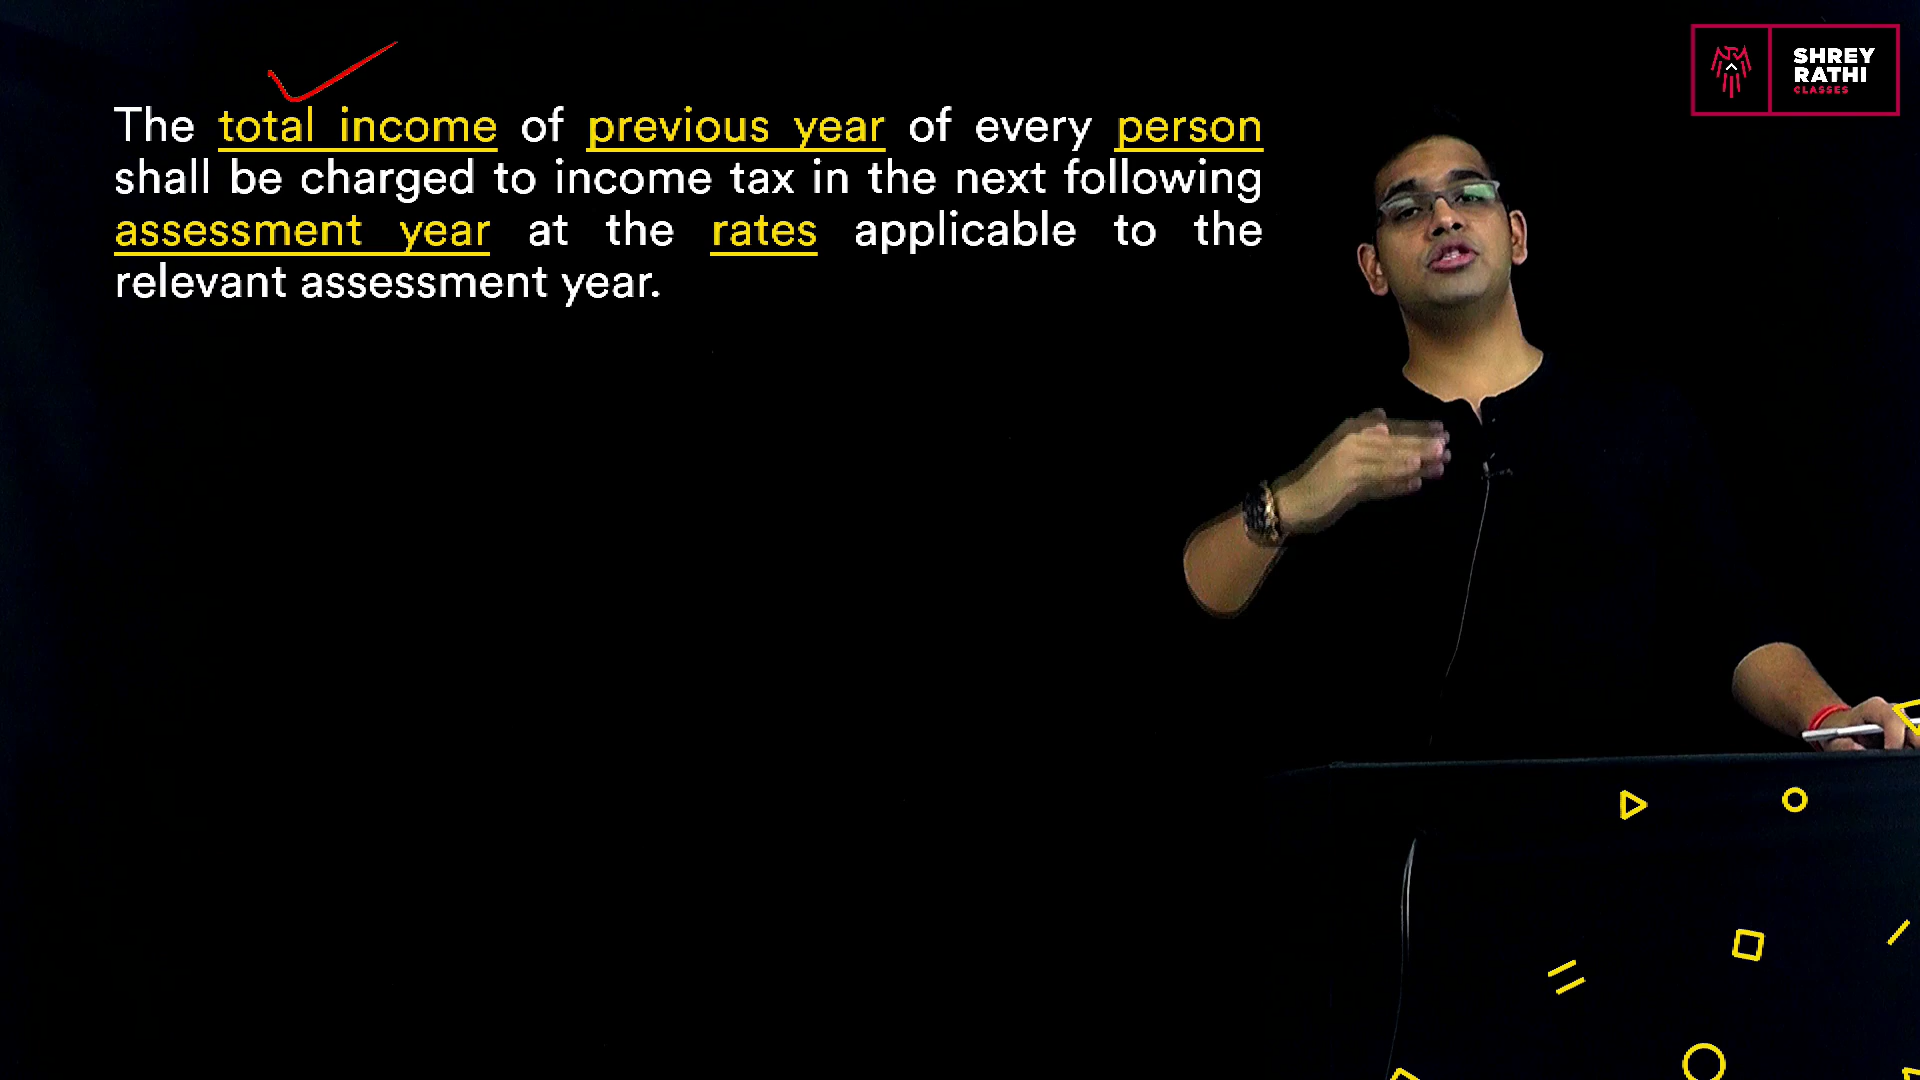 The total income of previous year of every person
shall be charged to income tax in the next following
assessment year at the rates applicable to the
relevant assessment year.
SHREY
RATHI
CLASSES